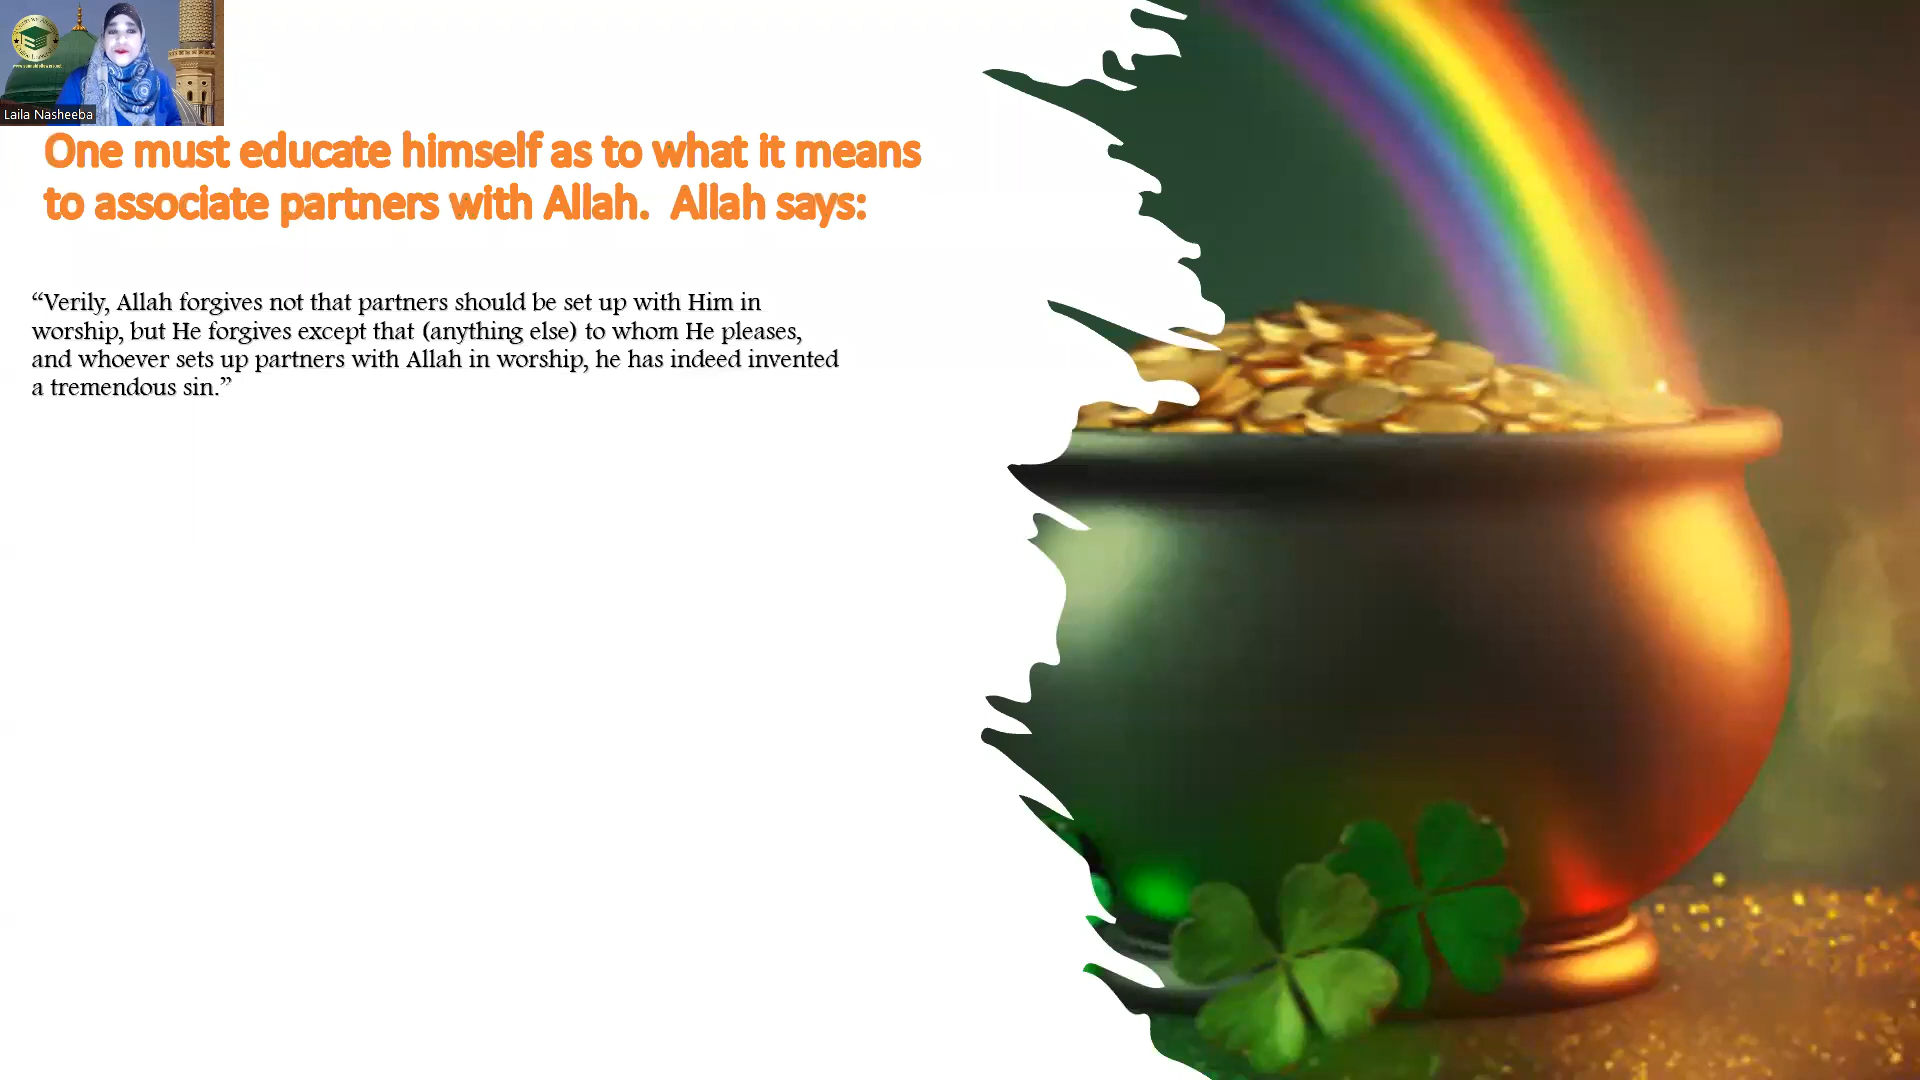 Laila Nasheeba
One must educate himself as to what it means
to associate partners with Allah.  Allah says:
“Verily, Allah forgives not that partners should be set up with Him in
worship, but He forgives except that (anything else) to whom He pleases,
and whoever sets up partners with Allah in worship, he has indeed invented
a tremendous sin.”